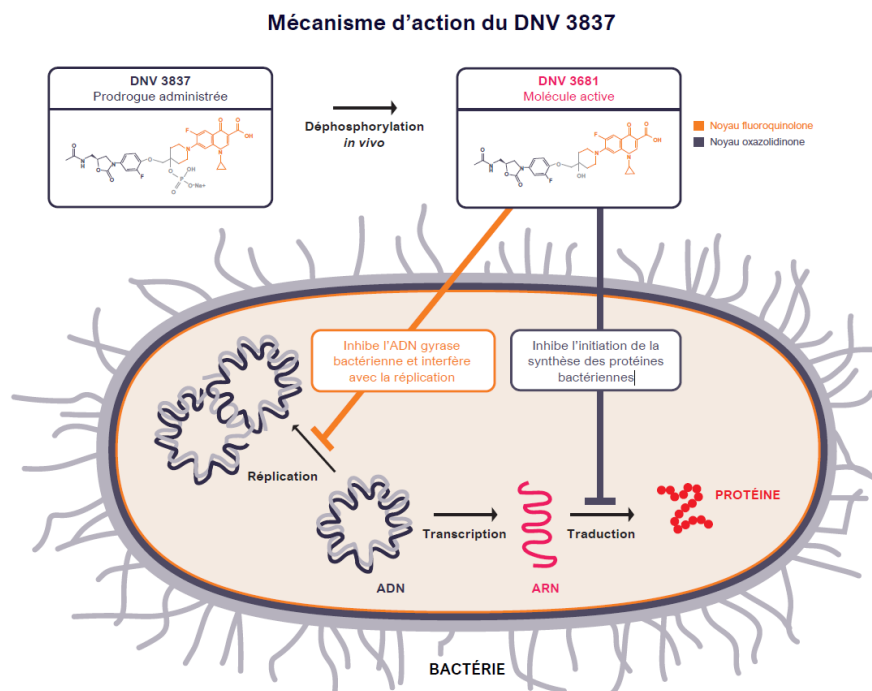 Mécanisme d'action du DNV 3837
DNV 3837
Prodrogue administrée
Déphosphorylation
in vivo
DNV 3681
Molécule active
Noyau fluoroquinolone
Noyau oxazolidinone
Inhibe l'ADN gyrase
bactérienne et interfère
avec la réplication
Inhibe l'initiation de la
synthèse des protéines
bactériennes
Réplication
Transcription
Traduction
PROTÉINE
ADN
ARN
BACTÉRIE